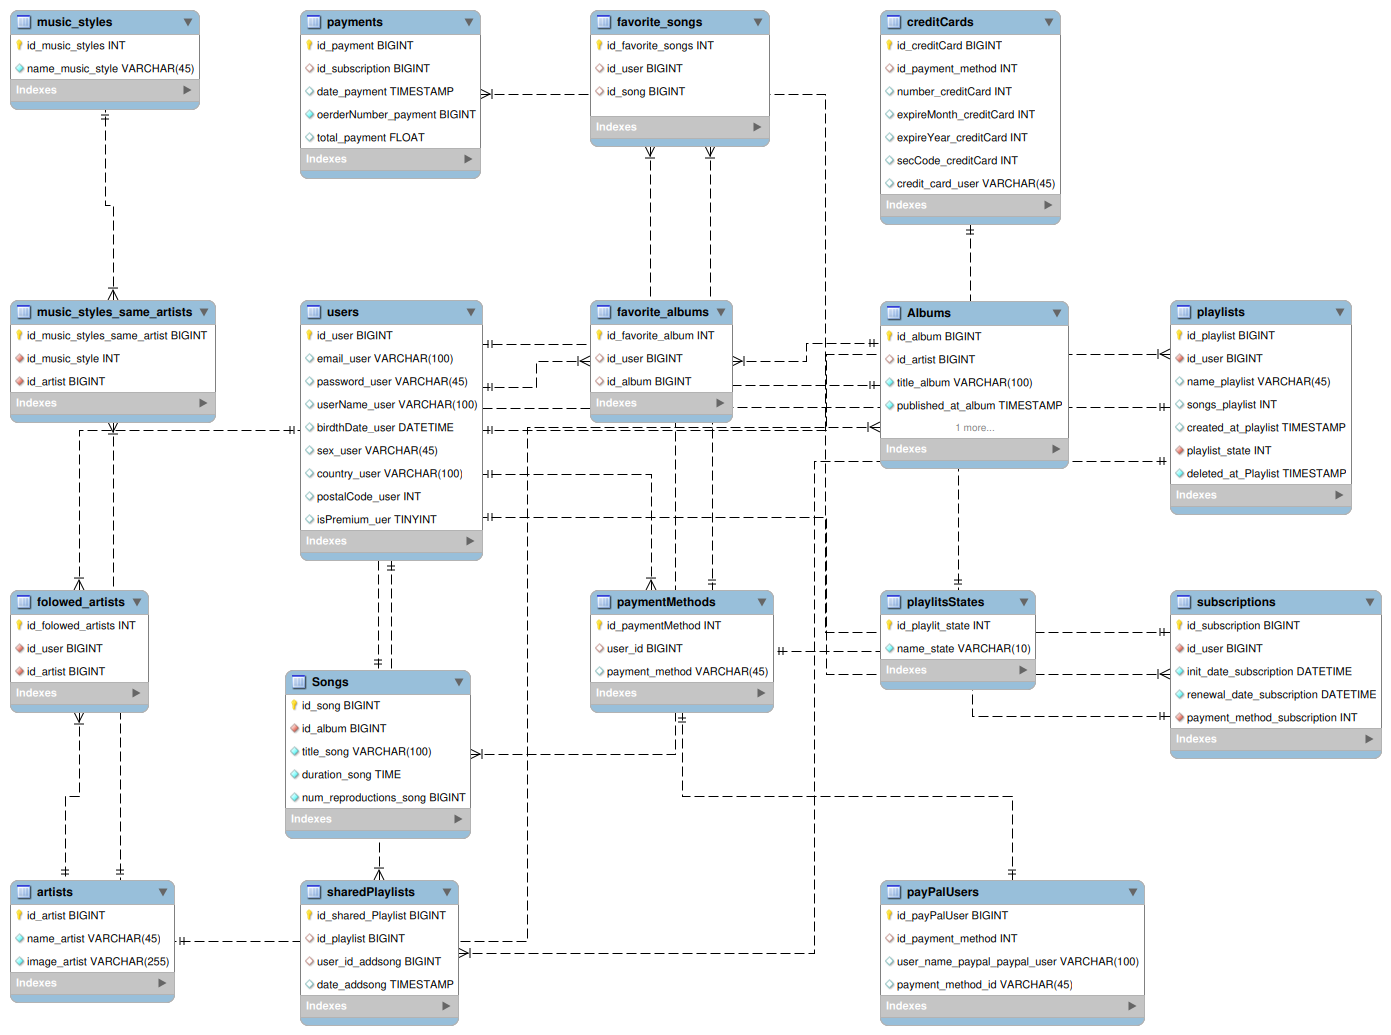 music_styles
id_music_styles INT
name_music_style VARCHAR(45)
Indexes
payments
id_payment BIGINT
id_subscription BIGINT
date_payment TIMESTAMP
oerderNumber_payment BIGINT
total_payment FLOAT
Indexes
favorite_songs
id_favorite_songs INT
id_user BIGINT
id_song BIGINT
Indexes
creditCards
id_creditCard BIGINT
id_payment_method INT
number_creditCard INT
expireMonth_creditCard INT
expireYear_creditCard INT
secCode_creditCard INT
credit_card_user VARCHAR(45)
Indexes
music_styles_same_artists
id_music_styles_same_artist BIGINT
id_music_style INT
id_artist BIGINT
Indexes
users
id_user BIGINT
email_user VARCHAR(100)
password_user VARCHAR(45)
userName_user VARCHAR(100)
birdthDate_user DATETIME
sex_user VARCHAR(45)
country_user VARCHAR(100)
postalCode_user INT
isPremium_uer TINYINT
Indexes
favorite_albums
id_favorite_album INT
id_user BIGINT
id_album BIGINT
Indexes
Albums
id_album BIGINT
id_artist BIGINT
title_album VARCHAR(100)
published_at_album TIMESTAMP
1 more...
Indexes
playlists
id_playlist BIGINT
id_user BIGINT
name_playlist VARCHAR(45)
songs_playlist INT
created_at_playlist TIMESTAMP
playlist_state INT
deleted_at_Playlist TIMESTAMP
Indexes
folowed_artists
id_folowed_artists INT
id_user BIGINT
id_artist BIGINT
Indexes
Songs
id_song BIGINT
id_album BIGINT
title_song VARCHAR(100)
duration_song TIME
num_reproductions_song BIGINT
Indexes
paymentMethods
id_paymentMethod INT
user_id BIGINT
payment_method VARCHAR(45)
Indexes
playlitsStates
id_playlit_state INT
name_state VARCHAR(10)
Indexes
subscriptions
id_subscription BIGINT
id_user BIGINT
init_date_subscription DATETIME
renewal_date_subscription DATETIME
payment_method_subscription INT
Indexes
artists
id_artist BIGINT
name_artist VARCHAR(45)
image_artist VARCHAR(255)
Indexes
sharedPlaylists
id_shared_Playlist BIGINT
id_playlist BIGINT
user_id_addsong BIGINT
date_addsong TIMESTAMP
Indexes
payPalUsers
id_payPalUser BIGINT
id_payment_method INT
user_name_paypal_paypal_user VARCHAR(100)
payment_method_id VARCHAR(45)
Indexes